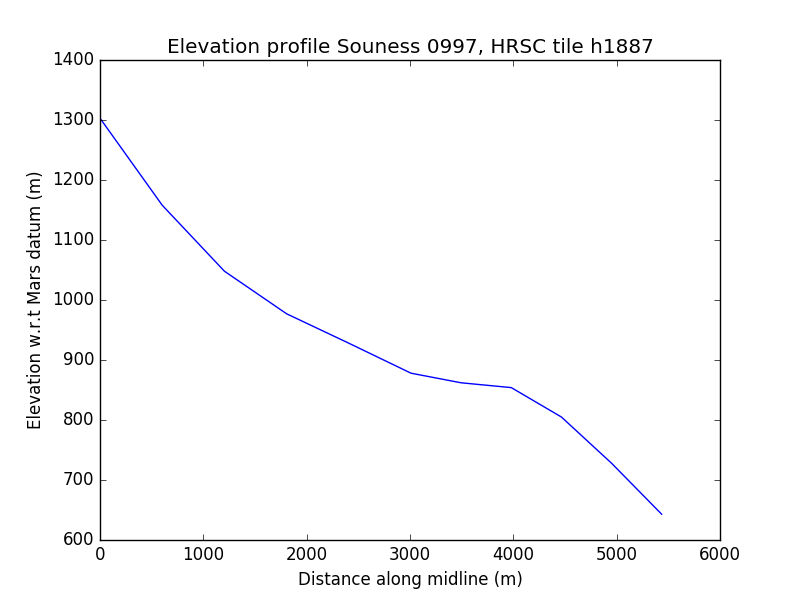 Elevation profile Souness 0997, HRSC tile h1887
1400
1300
1200
1100
1000
900
800
700
600
Elevation w.r.t Mars datum (m)
0 1000 2000 3000 4000 5000 6000
Distance along midline (m)